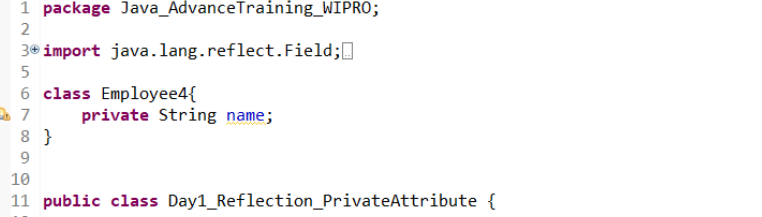 1 package Java_AdvanceTraining_WIPRO;
2
3 import java.lang.reflect.Field;
5
6 class Employee4{
7 private String name;
8 }
9
10
11 public class Day1_Reflection_PrivateAttribute {